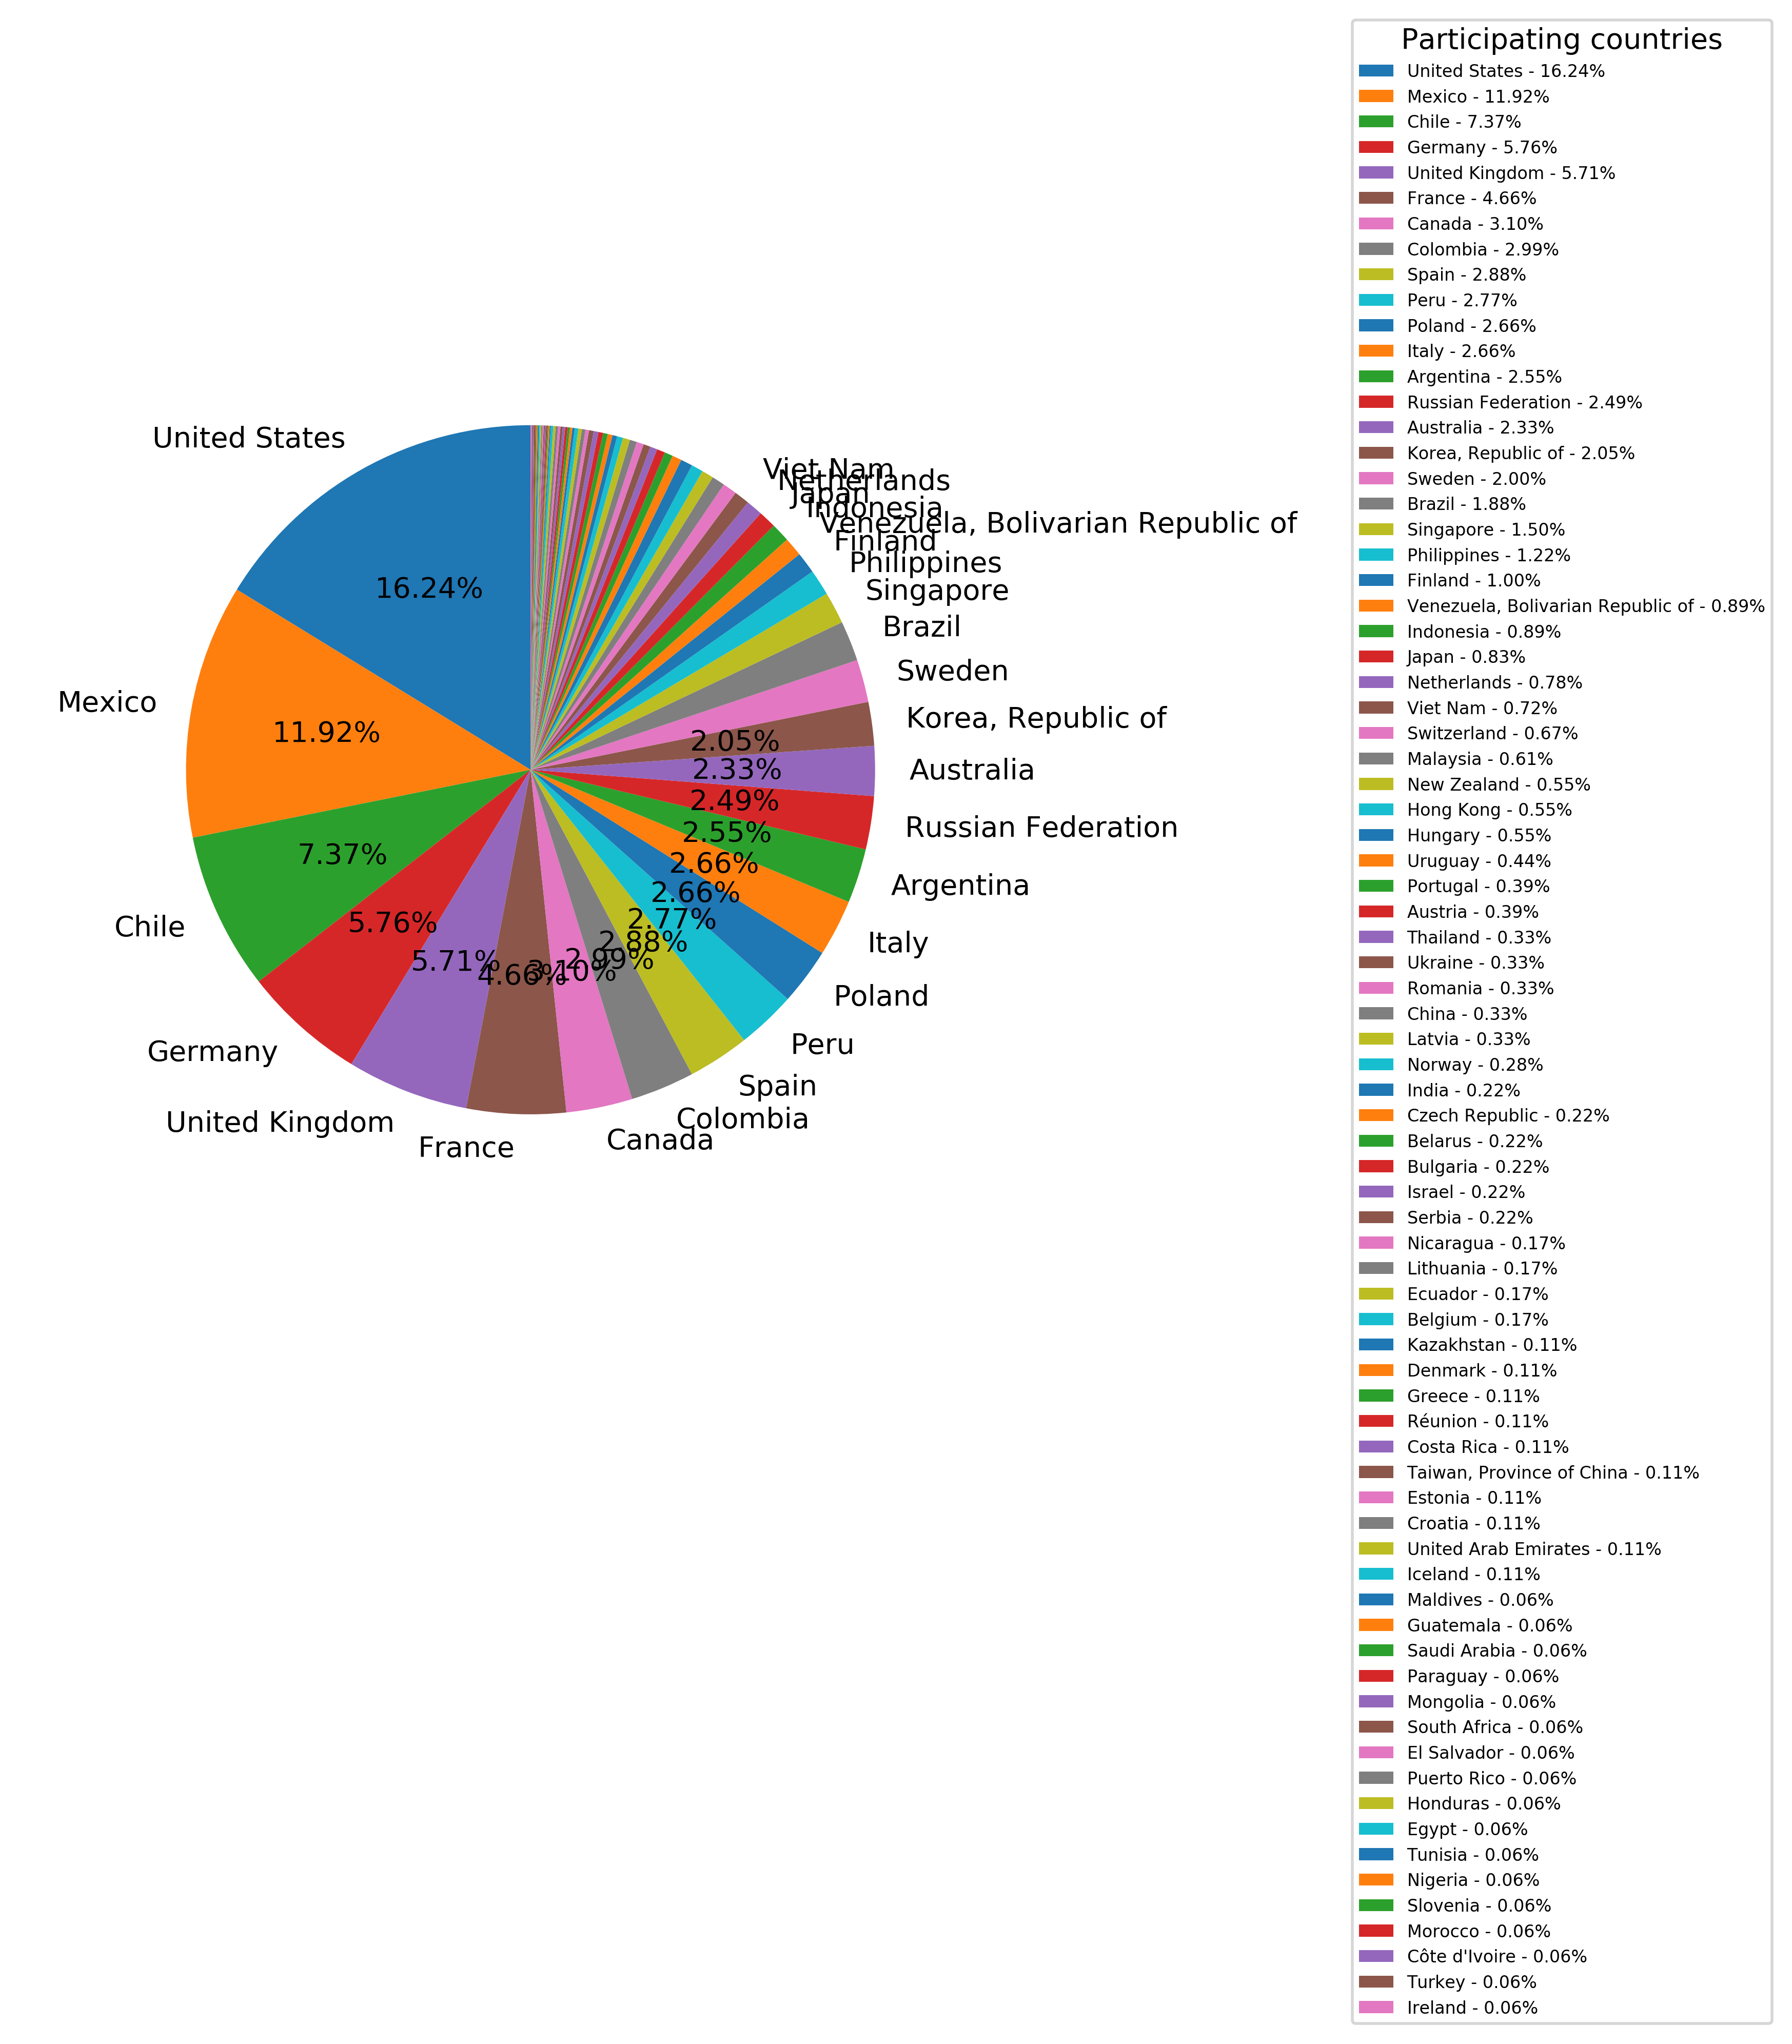 United States
Mexico
Chile
Germany
United Kingdom
France
Canada
Colombia
Spain
Peru
Poland
Italy
Argentina
Russian Federation
Australia
Korea, Republic of
Sweden
Brazil
Singapore
Philippines
Finland
Venezuela, Bolivarian Republic of
Indonesia
Japan
Netherlands
Viet Nam
16.24%
11.92%
7.37%
5.76%
5.71%
4.66%
3.10%
2.99%
2.88%
2.77%
2.66%
2.66%
2.55%
2.49%
2.33%
2.05%
Participating countries
United States - 16.24%
Mexico - 11.92%
Chile - 7.37%
Germany - 5.76%
United Kingdom - 5.71%
France - 4.66%
Canada - 3.10%
Colombia - 2.99%
Spain - 2.88%
Peru - 2.77%
Poland - 2.66%
Italy - 2.66%
Argentina - 2.55%
Russian Federation - 2.49%
Australia - 2.33%
Korea, Republic of - 2.05%
Sweden - 2.00%
Brazil - 1.88%
Singapore - 1.50%
Philippines - 1.22%
Finland - 1.00%
Venezuela, Bolivarian Republic of - 0.89%
Indonesia - 0.89%
Japan - 0.83%
Netherlands - 0.78%
Viet Nam - 0.72%
Switzerland - 0.67%
Malaysia - 0.61%
New Zealand - 0.55%
Hong Kong - 0.55%
Hungary - 0.55%
Uruguay - 0.44%
Portugal - 0.39%
Austria - 0.39%
Thailand - 0.33%
Ukraine - 0.33%
Romania - 0.33%
China - 0.33%
Latvia - 0.33%
Norway - 0.28%
India - 0.22%
Czech Republic - 0.22%
Belarus - 0.22%
Bulgaria - 0.22%
Israel - 0.22%
Serbia - 0.22%
Nicaragua - 0.17%
Lithuania - 0.17%
Ecuador - 0.17%
Belgium - 0.17%
Kazakhstan - 0.11%
Denmark - 0.11%
Greece - 0.11%
Réunion - 0.11%
Costa Rica - 0.11%
Taiwan, Province of China - 0.11%
Estonia - 0.11%
Croatia - 0.11%
United Arab Emirates - 0.11%
Iceland - 0.11%
Maldives - 0.06%
Guatemala - 0.06%
Saudi Arabia - 0.06%
Paraguay - 0.06%
Mongolia - 0.06%
South Africa - 0.06%
El Salvador - 0.06%
Puerto Rico - 0.06%
Honduras - 0.06%
Egypt - 0.06%
Tunisia - 0.06%
Nigeria - 0.06%
Slovenia - 0.06%
Morocco - 0.06%
Côte d'Ivoire - 0.06%
Turkey - 0.06%
Ireland - 0.06%